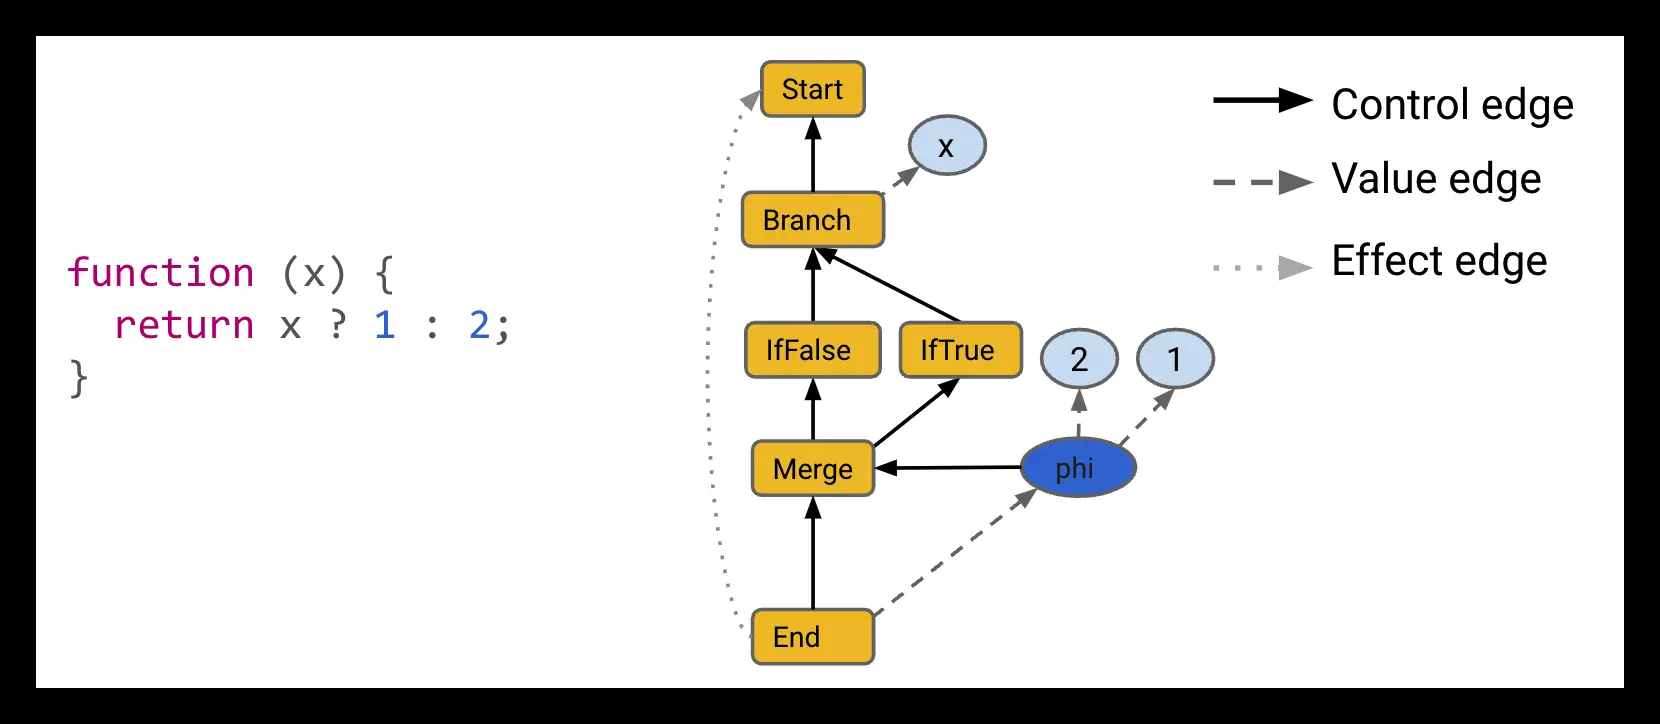 function (x) {
  return x ? 1 : 2;
}
Start
x
Branch
IfFalse
IfTrue
2
1
Merge
phi
End
Control edge
Value edge
Effect edge